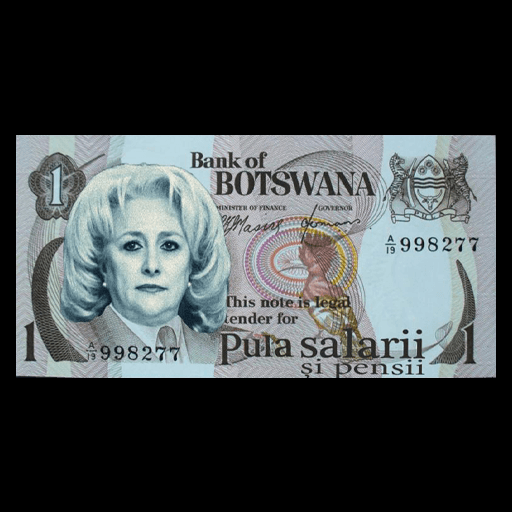 Bank of
BOTSWANA
MINISTER OF FINANCE GOVERNOR
1
A/19 998277
This note is legal
tender for
Pula salarii
și pensii
1
A/19 998277
1